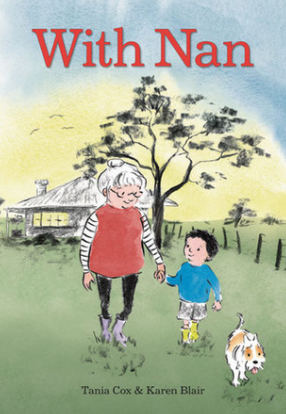 With Nan
Tania Cox & Karen Blair